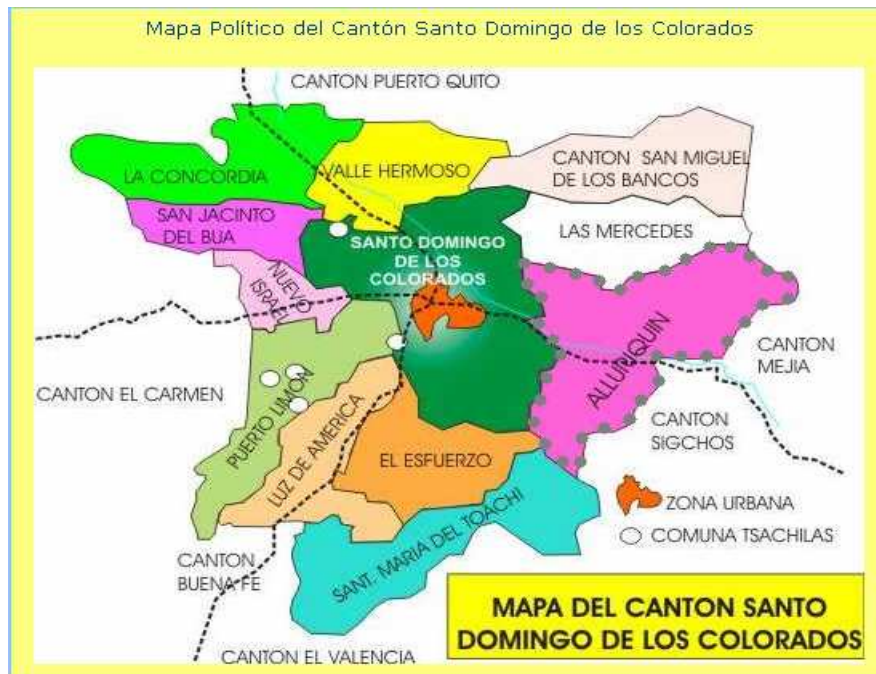 Mapa Político del Cantón Santo Domingo de los Colorados
CANTON PUERTO QUITO
VALLE HERMOSO
CANTON SAN MIGUEL
DE LOS BANCOS
LA CONCORDIA
SAN JACINTO
DEL BUA
LAS MERCEDES
SANTO DOMINGO
DE LOS
COLORADOS
NUEVO
ISRAEL
ALLURIQUIN
CANTON
MEJIA
CANTON EL CARMEN
PUERTO LIMON
LUZ DE AMERICA
CANTON
SIGCHOS
EL ESFUERZO
ZONA URBANA
COMUNA TSACHILAS
CANTON
BUENA FE
SANT. MARIA DEL TOACHI
MAPA DEL CANTON SANTO
DOMINGO DE LOS COLORADOS
CANTON EL VALENCIA